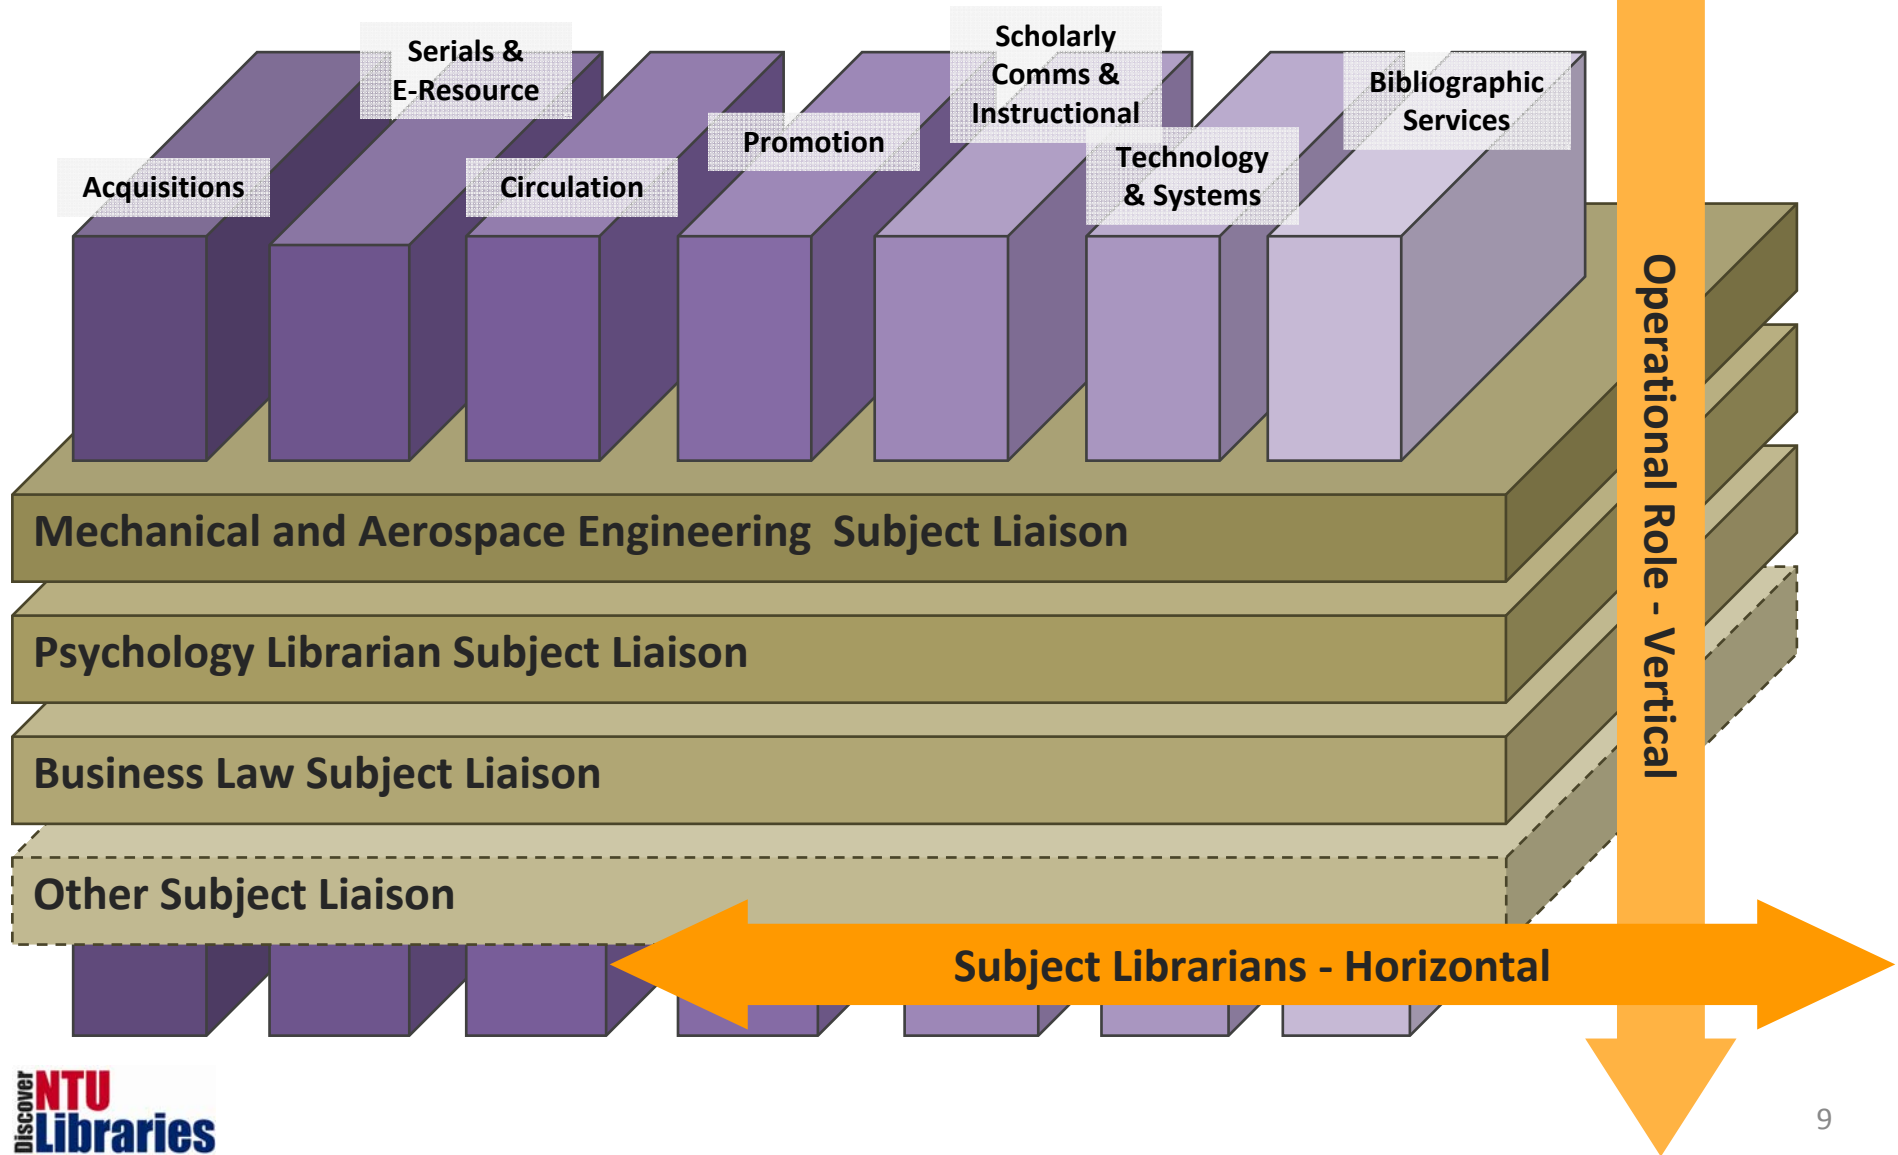 Serials &
E-Resource
Scholarly
Comms &
Instructional
Bibliographic
Services
Promotion
Technology
& Systems
Acquisitions
Circulation
Operational Role - Vertical
Mechanical and Aerospace Engineering  Subject Liaison
Psychology Librarian Subject Liaison
Business Law Subject Liaison
Other Subject Liaison
Subject Librarians - Horizontal
Discover
NTU
Libraries
9